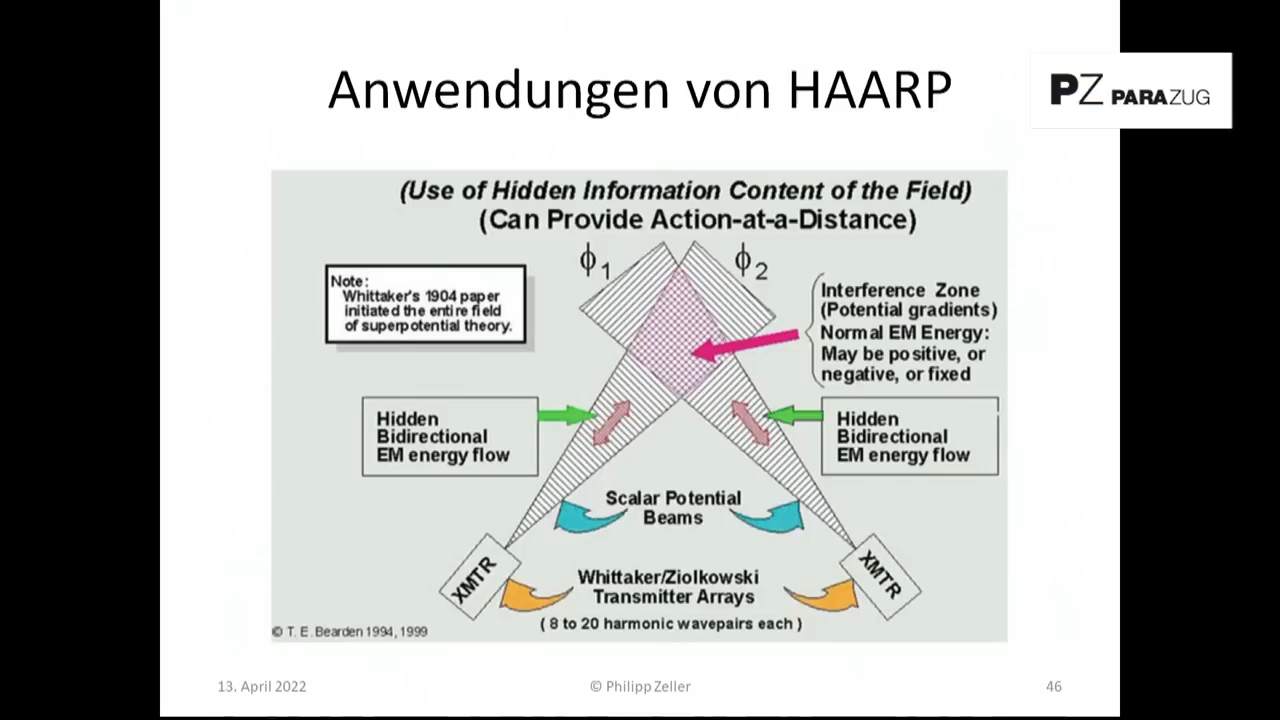 Anwendungen von HAARP
PZ PARAZUG
(Use of Hidden Information Content of the Field)
(Can Provide Action-at-a-Distance)
ϕ1
ϕ2
Note:
Whittaker's 1904 paper
initiated the entire field
of superpotential theory.
Interference Zone
(Potential gradients)
Normal EM Energy:
May be positive, or
negative, or fixed
Hidden
Bidirectional
EM energy flow
Hidden
Bidirectional
EM energy flow
Scalar Potential
Beams
XMTR
XMTR
Whittaker/Ziolkowski
Transmitter Arrays
( 8 to 20 harmonic wavepairs each )
© T. E. Bearden 1994, 1999
13. April 2022
© Philipp Zeller
46